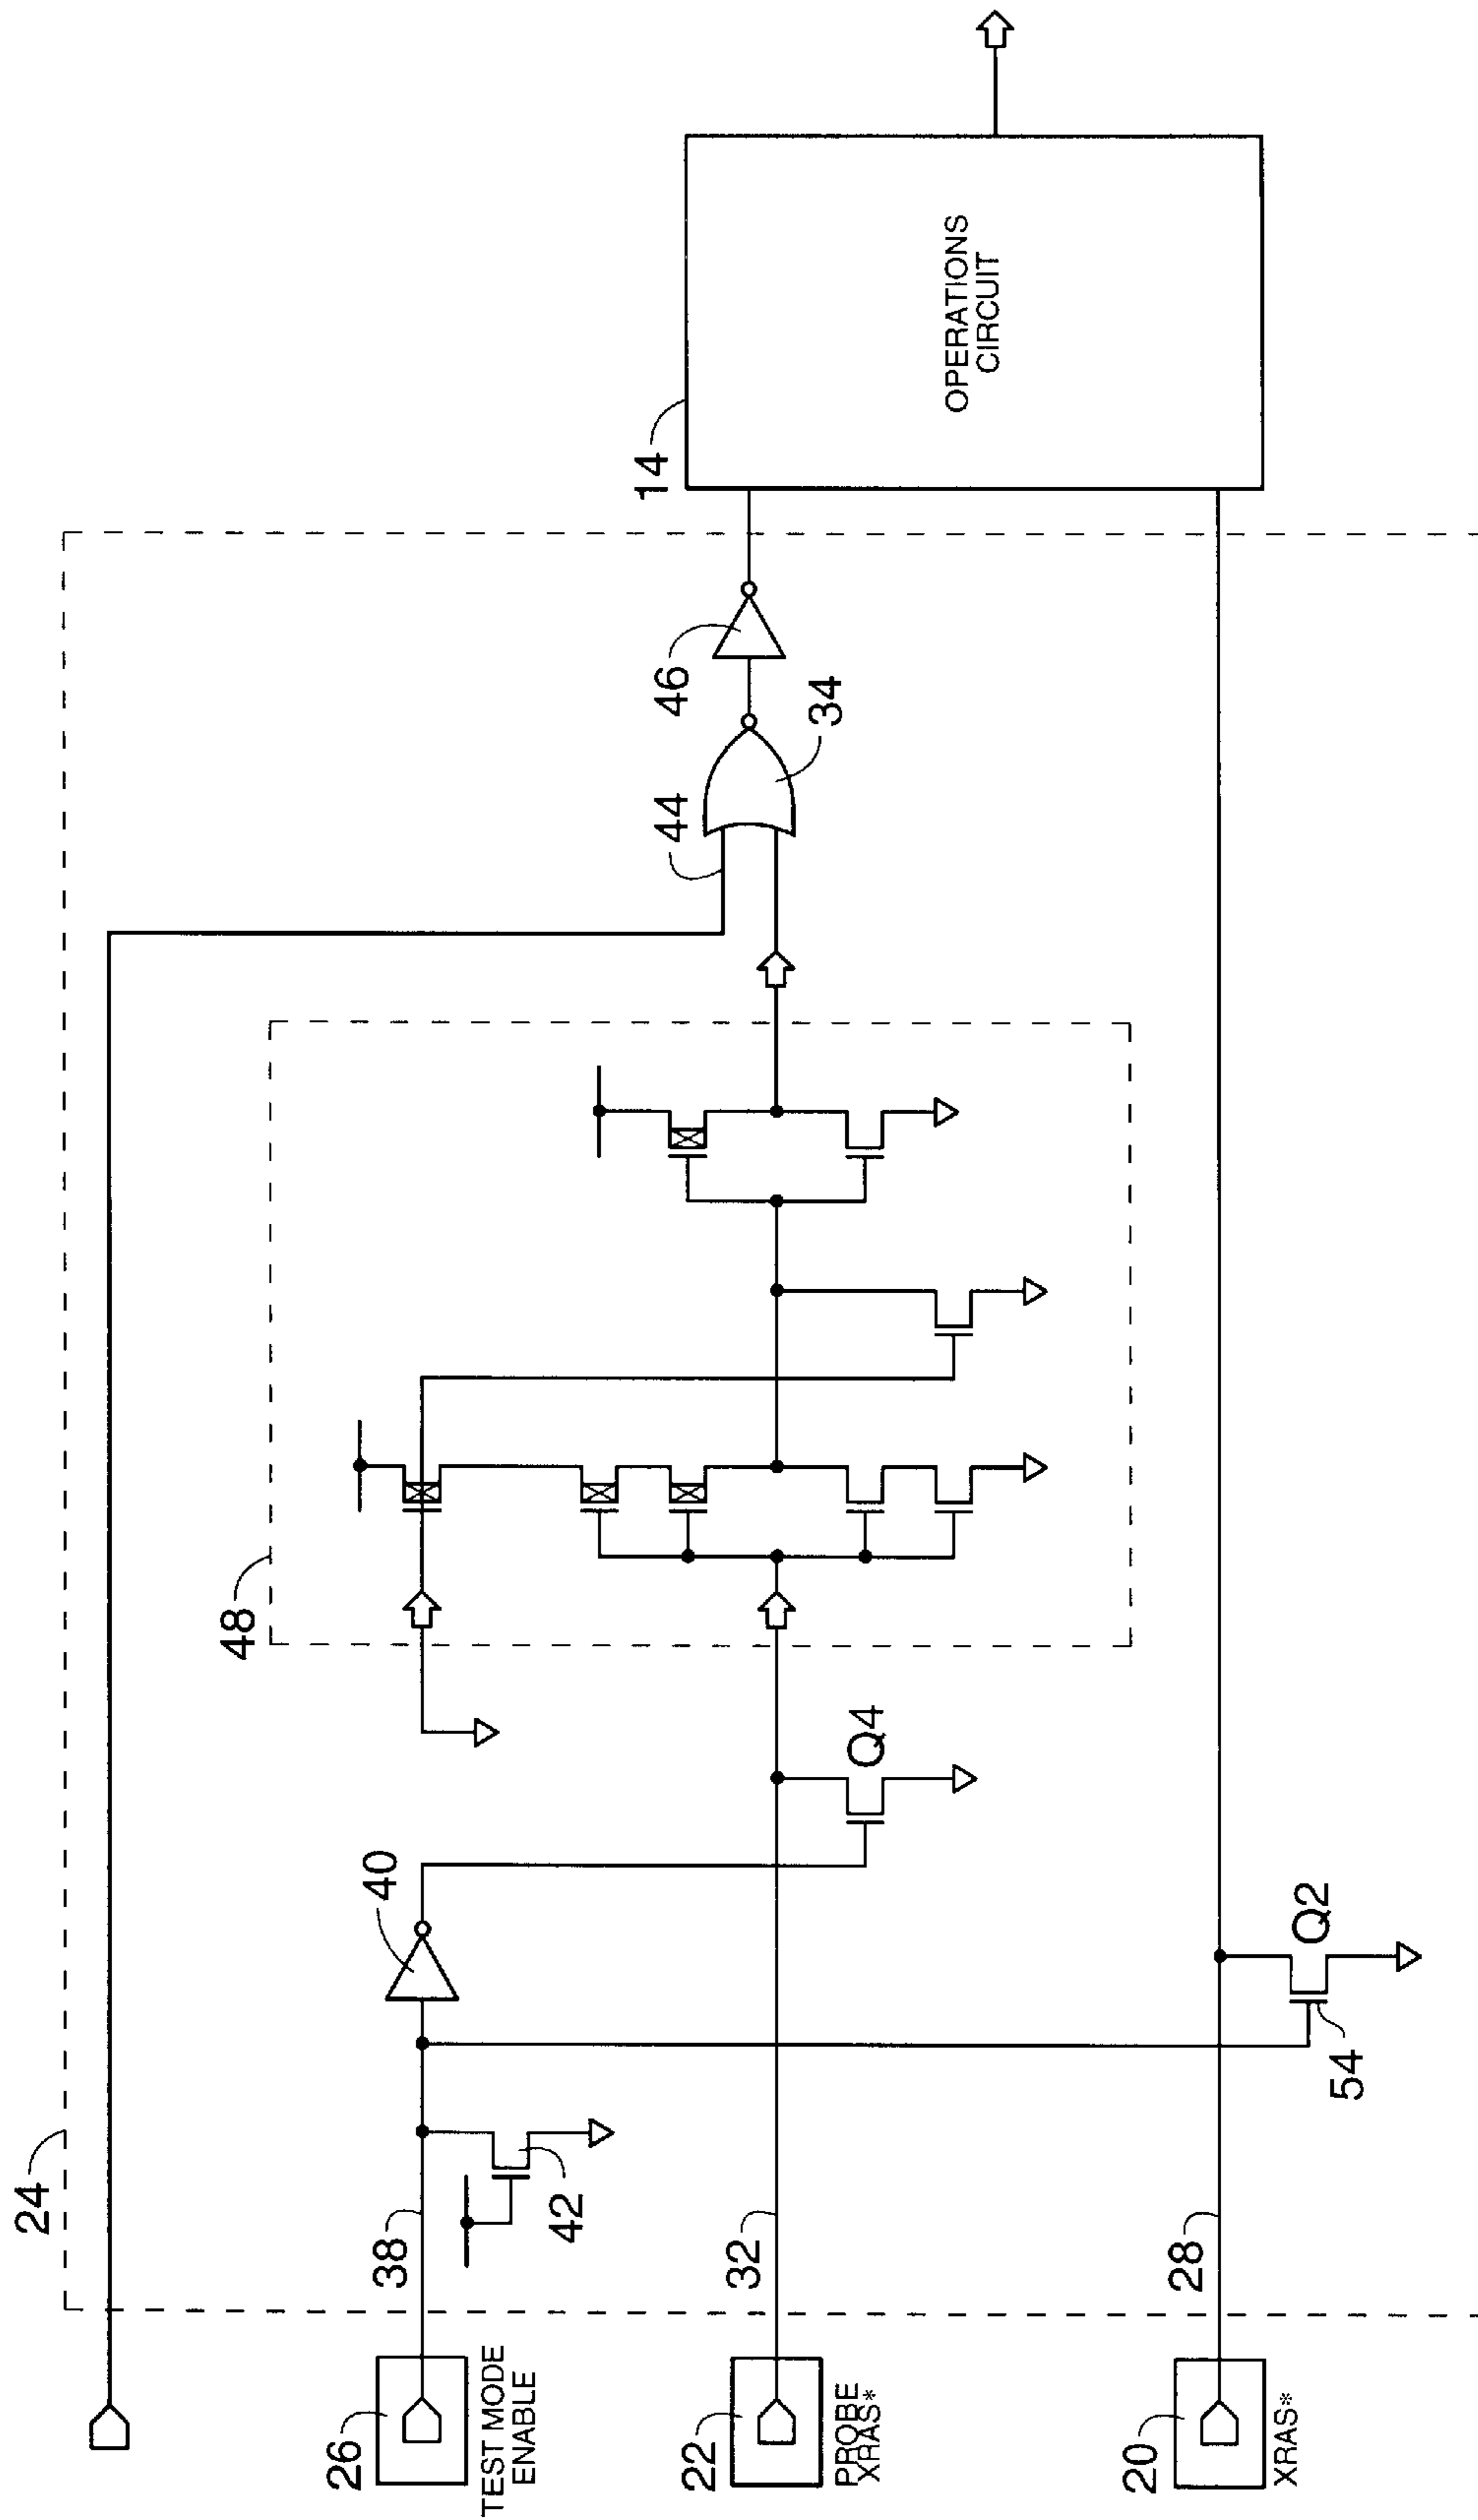 24
26
TEST MODE
ENABLE
38
42
40
48
44
46
34
14
OPERATIONS
CIRCUIT
22
PROBE
XRAS*
32
Q4
20
XRAS*
28
54
Q2